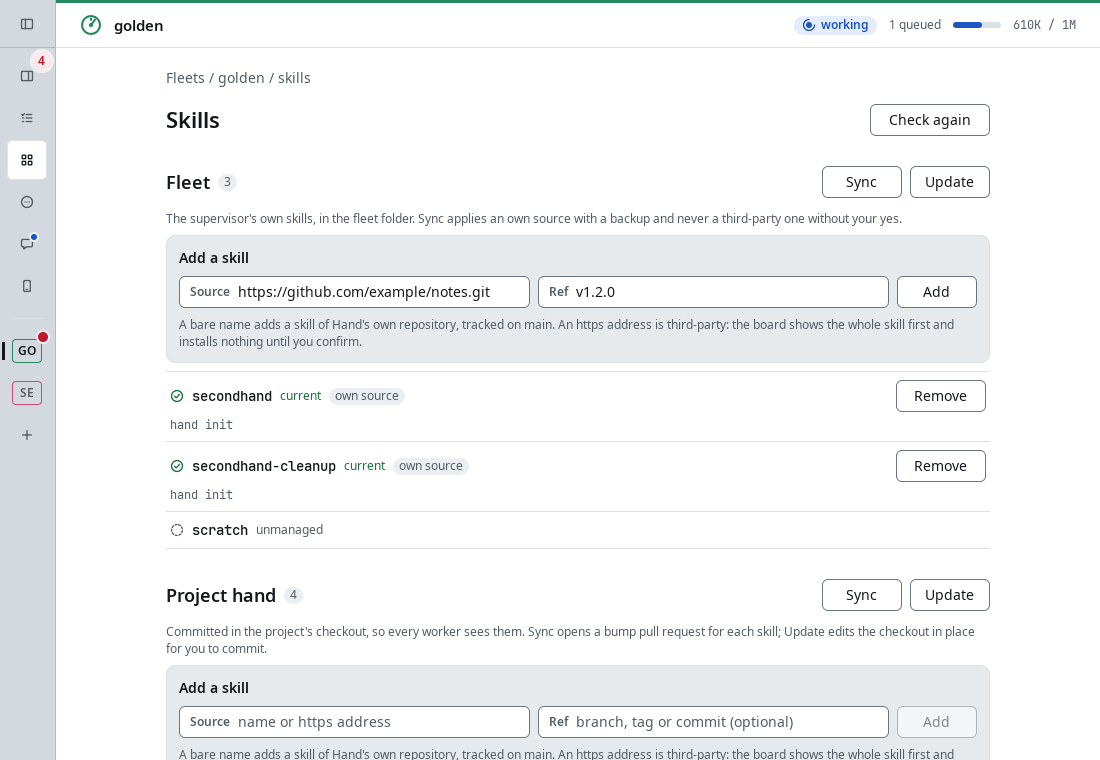 golden
working
1 queued
610K / 1M
4
Fleets / golden / skills
Skills
Check again
Fleet 3
Sync
Update
The supervisor's own skills, in the fleet folder. Sync applies an own source with a backup and never a third-party one without your yes.
Add a skill
Source https://github.com/example/notes.git
Ref v1.2.0
Add
A bare name adds a skill of Hand's own repository, tracked on main. An https address is third-party: the board shows the whole skill first and
installs nothing until you confirm.
GO
SE
secondhand current own source
Remove
hand init
secondhand-cleanup current own source
Remove
hand init
scratch unmanaged
Project hand 4
Sync
Update
Committed in the project's checkout, so every worker sees them. Sync opens a bump pull request for each skill; Update edits the checkout in place
for you to commit.
Add a skill
Source name or https address
Ref branch, tag or commit (optional)
Add
A bare name adds a skill of Hand's own repository, tracked on main. An https address is third-party: the board shows the whole skill first and